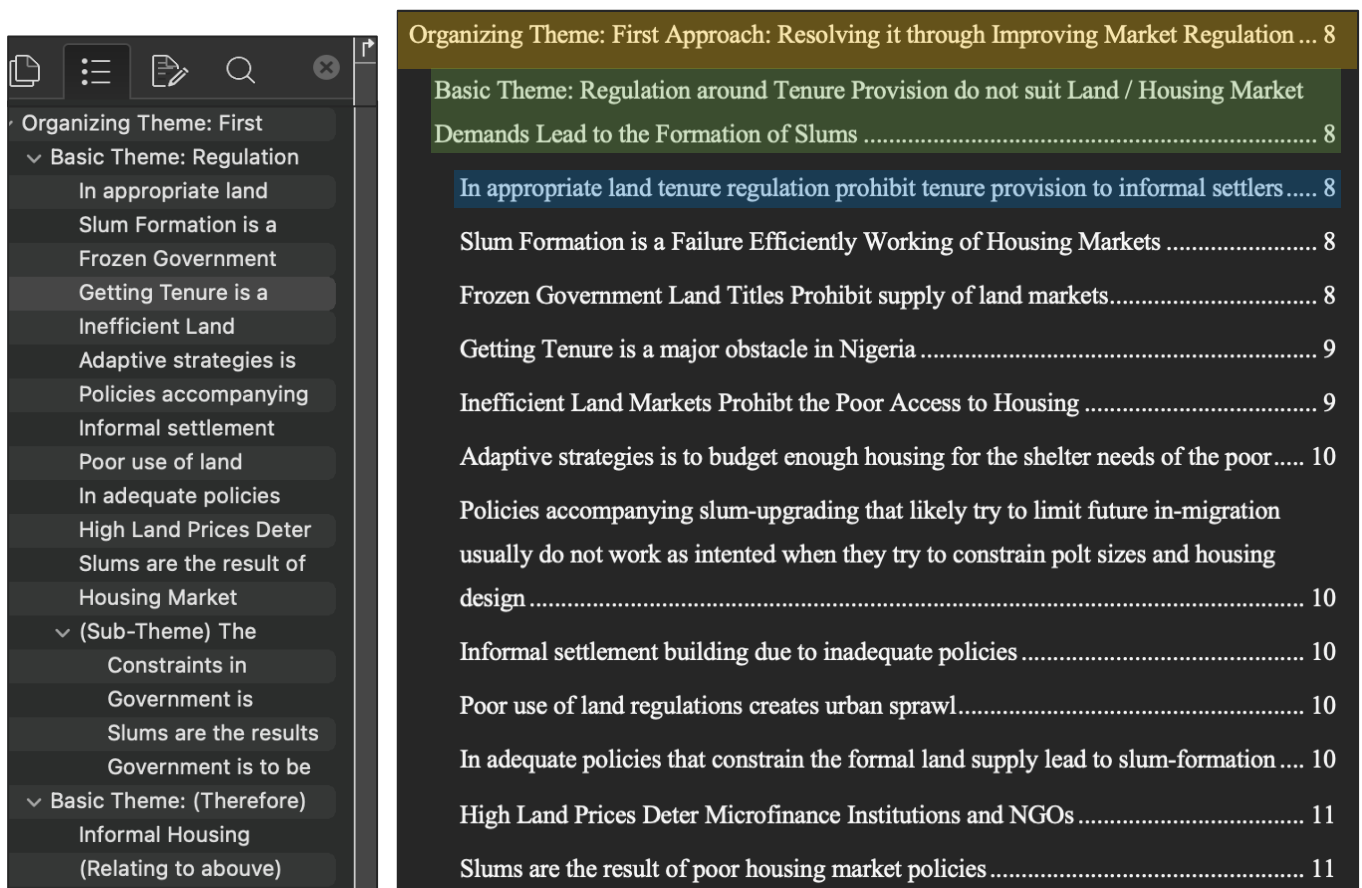 Organizing Theme: First
Basic Theme: Regulation
In appropriate land
Slum Formation is a
Frozen Government
Getting Tenure is a
Inefficient Land
Adaptive strategies is
Policies accompanying
Informal settlement
Poor use of land
In adequate policies
High Land Prices Deter
Slums are the result of
Housing Market
(Sub-Theme) The
Constraints in
Government is
Slums are the results
Government is to be
Basic Theme: (Therefore)
Informal Housing
(Relating to abouve)
Organizing Theme: First Approach: Resolving it through Improving Market Regulation ... 8
Basic Theme: Regulation around Tenure Provision do not suit Land / Housing Market
Demands Lead to the Formation of Slums ........................................................................ 8
In appropriate land tenure regulation prohibit tenure provision to informal settlers ..... 8
Slum Formation is a Failure Efficiently Working of Housing Markets ........................ 8
Frozen Government Land Titles Prohibit supply of land markets................................. 8
Getting Tenure is a major obstacle in Nigeria ............................................................... 9
Inefficient Land Markets Prohibt the Poor Access to Housing ..................................... 9
Adaptive strategies is to budget enough housing for the shelter needs of the poor..... 10
Policies accompanying slum-upgrading that likely try to limit future in-migration
usually do not work as intented when they try to constrain polt sizes and housing
design ........................................................................................................................... 10
Informal settlement building due to inadequate policies ............................................. 10
Poor use of land regulations creates urban sprawl....................................................... 10
In adequate policies that constrain the formal land supply lead to slum-formation .... 10
High Land Prices Deter Microfinance Institutions and NGOs .................................... 11
Slums are the result of poor housing market policies .................................................. 11